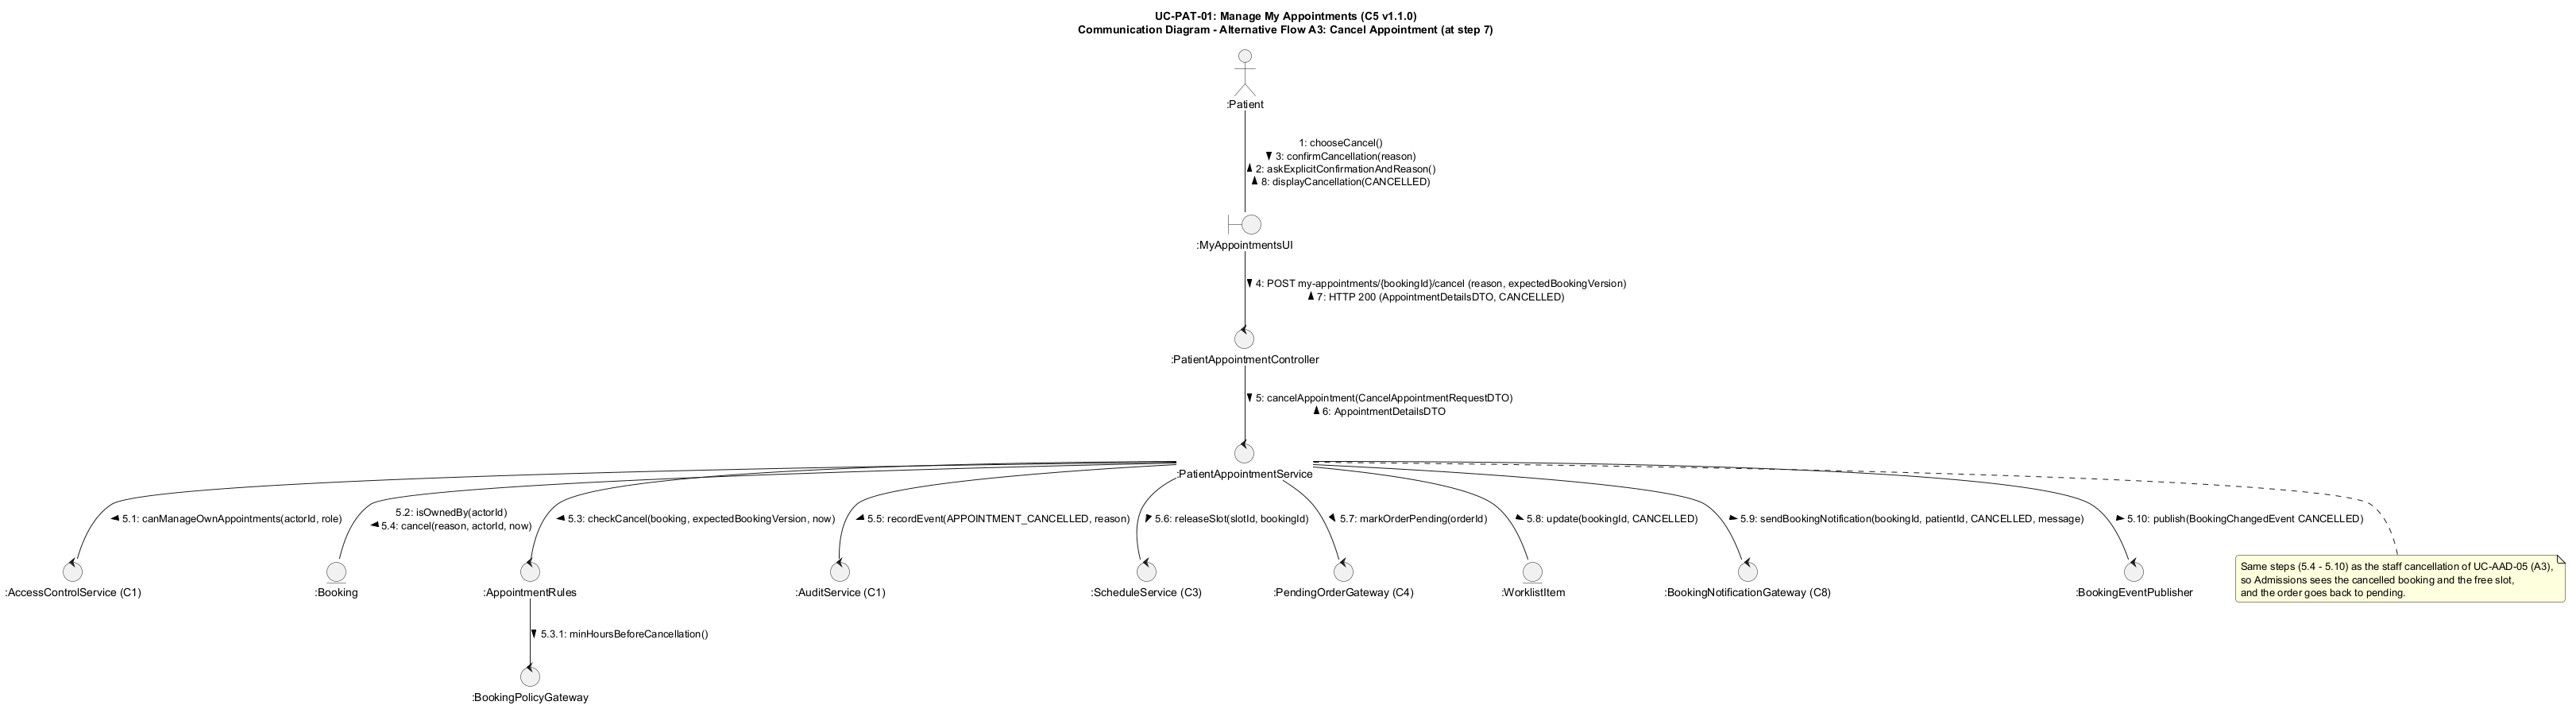 UC-PAT-01: Manage My Appointments (C5 v1.1.0)
Communication Diagram - Alternative Flow A3: Cancel Appointment (at step 7)
:Patient
1: chooseCancel()
3: confirmCancellation(reason)
2: askExplicitConfirmationAndReason()
8: displayCancellation(CANCELLED)
:MyAppointmentsUI
4: POST my-appointments/{bookingId}/cancel (reason, expectedBookingVersion)
7: HTTP 200 (AppointmentDetailsDTO, CANCELLED)
:PatientAppointmentController
5: cancelAppointment(CancelAppointmentRequestDTO)
6: AppointmentDetailsDTO
:PatientAppointmentService
5.1: canManageOwnAppointments(actorId, role)
5.2: isOwnedBy(actorId)
5.4: cancel(reason, actorId, now)
5.3: checkCancel(booking, expectedBookingVersion, now)
5.5: recordEvent(APPOINTMENT_CANCELLED, reason)
5.6: releaseSlot(slotId, bookingId)
5.7: markOrderPending(orderId)
5.8: update(bookingId, CANCELLED)
5.9: sendBookingNotification(bookingId, patientId, CANCELLED, message)
5.10: publish(BookingChangedEvent CANCELLED)
:AccessControlService (C1)
:Booking
:AppointmentRules
:AuditService (C1)
:ScheduleService (C3)
:PendingOrderGateway (C4)
:WorklistItem
:BookingNotificationGateway (C8)
:BookingEventPublisher
Same steps (5.4 - 5.10) as the staff cancellation of UC-AAD-05 (A3),
so Admissions sees the cancelled booking and the free slot,
and the order goes back to pending.
5.3.1: minHoursBeforeCancellation()
:BookingPolicyGateway